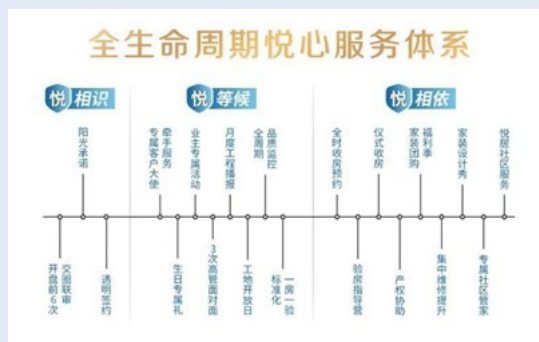 全生命周期悦心服务体系
悦相识
悦等候
悦相依
阳光承诺
专属客户大使
牵手服务
业主专属活动
月度工程播报
全周期
品质监控
全时收房预约
仪式收房
家装团购
福利季
家装设计秀
悦居社区服务
开盘前6次
交圈联审
透明签约
生日专属礼
3次高管面对面
工地开放日
标准化
一房一验
验房指导营
产权协助
集中维修提升
专属社区管家